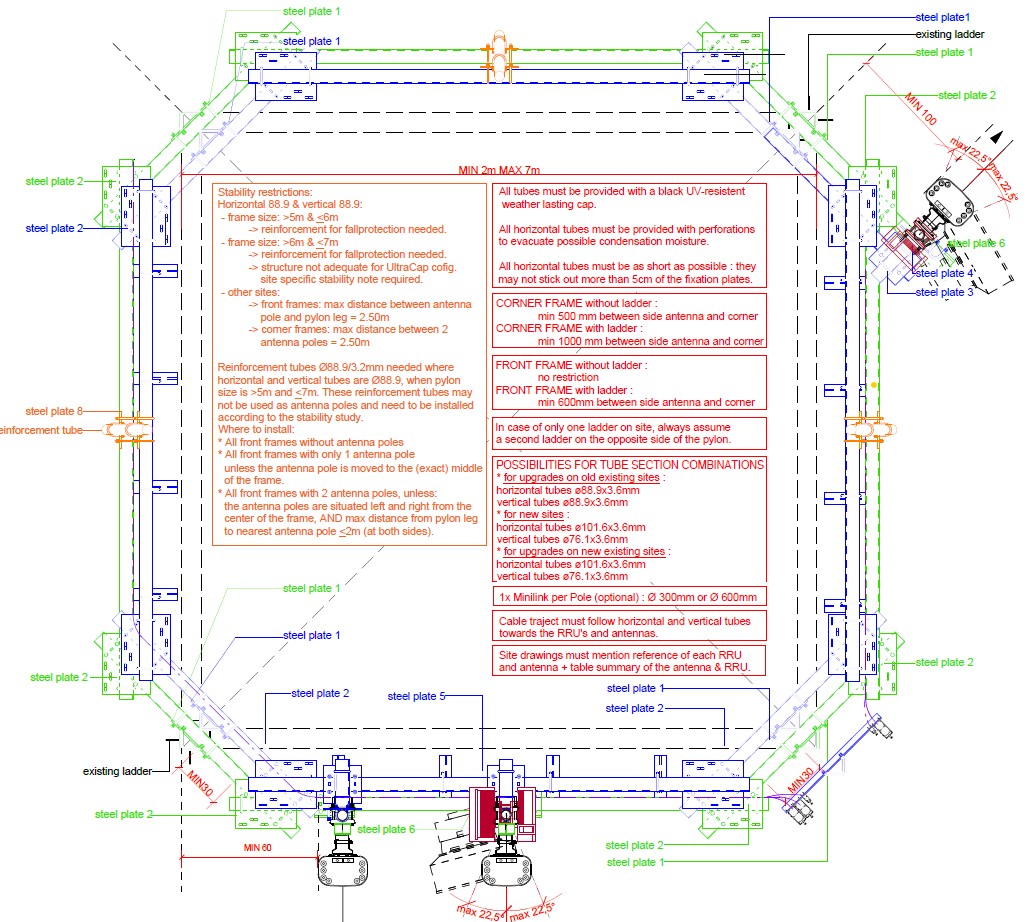 steel plate 1
steel plate 1
steel plate1
existing ladder
steel plate 1
steel plate 2
MIN 100
max 22,5°
max 22,5°
MIN 2m MAX 7m
steel plate 2
steel plate 2
Stability restrictions:
Horizontal 88.9 & vertical 88.9:
- frame size: >5m & <6m
-> reinforcement for fallprotection needed.
- frame size: >6m & <7m
-> reinforcement for fallprotection needed.
-> structure not adequate for UltraCap cofig.
site specific stability note required.
- other sites:
-> front frames: max distance between antenna
pole and pylon leg = 2.50m
-> corner frames: max distance between 2
antenna poles = 2.50m
Reinforcement tubes Ø88.9/3.2mm needed where
horizontal and vertical tubes are Ø88.9, when pylon
size is >5m and <7m. These reinforcement tubes may
not be used as antenna poles and need to be installed
according to the stability study.
Where to install:
* All front frames without antenna poles
* All front frames with only 1 antenna pole
unless the antenna pole is moved to the (exact) middle
of the frame.
* All front frames with 2 antenna poles, unless:
the antenna poles are situated left and right from the
center of the frame, AND max distance from pylon leg
to nearest antenna pole <2m (at both sides).
All tubes must be provided with a black UV-resistent
weather lasting cap.
All horizontal tubes must be provided with perforations
to evacuate possible condensation moisture.
All horizontal tubes must be as short as possible : they
may not stick out more than 5cm of the fixation plates.
CORNER FRAME without ladder :
min 500 mm between side antenna and corner
CORNER FRAME with ladder :
min 1000 mm between side antenna and corner
FRONT FRAME without ladder :
no restriction
FRONT FRAME with ladder :
min 600mm between side antenna and corner
In case of only one ladder on site, always assume
a second ladder on the opposite side of the pylon.
POSSIBILITIES FOR TUBE SECTION COMBINATIONS
* for upgrades on old existing sites :
horizontal tubes ø88.9x3.6mm
vertical tubes ø88.9x3.6mm
* for new sites :
horizontal tubes ø101.6x3.6mm
vertical tubes ø76.1x3.6mm
* for upgrades on new existing sites :
horizontal tubes ø101.6x3.6mm
vertical tubes ø76.1x3.6mm
1x Minilink per Pole (optional) : Ø 300mm or Ø 600mm
Cable traject must follow horizontal and vertical tubes
towards the RRU's and antennas.
Site drawings must mention reference of each RRU
and antenna + table summary of the antenna & RRU.
steel plate 6
steel plate 4
steel plate 3
steel plate 8
einforcement tube
steel plate 1
steel plate 1
steel plate 2
steel plate 2
steel plate 2
steel plate 5
steel plate 1
steel plate 2
existing ladder
MIN30
MIN30
steel plate 2
steel plate 6
steel plate 2
steel plate 1
MIN 60
max 22,5°
max 22,5°